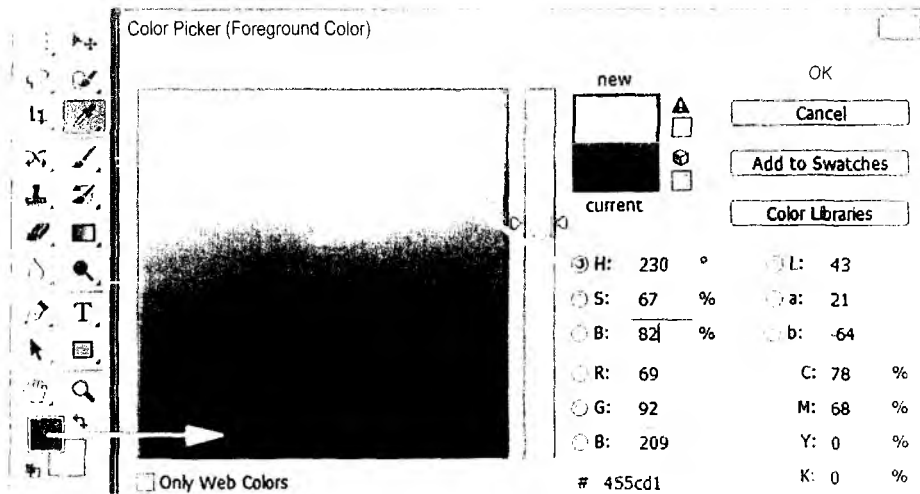 Color Picker (Foreground Color)
new
current
OK
Cancel
Add to Swatches
Color Libraries
H: 230 °
S: 67 %
B: 82 %
R: 69
G: 92
B: 209
# 455cd1
L: 43
a: 21
b: -64
C: 78 %
M: 68 %
Y: 0 %
K: 0 %
Only Web Colors
T